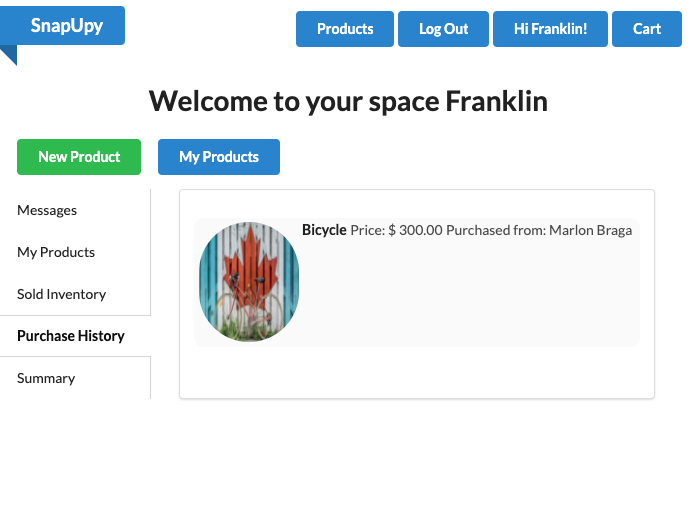 SnapUpy
Products Log Out Hi Franklin! Cart
Welcome to your space Franklin
New Product My Products
Messages
My Products
Sold Inventory
Purchase History
Summary
Bicycle Price: $ 300.00 Purchased from: Marlon Braga